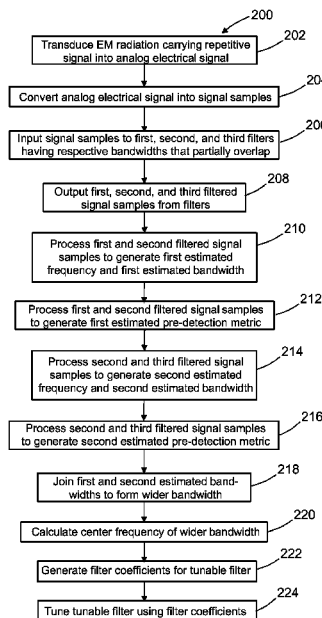 200
Transduce EM radiation carrying repetitive
signal into analog electrical signal
202
Convert analog electrical signal into signal samples
Input signal samples to first, second, and third filters
having respective bandwidths that partially overlap
Output first, second, and third filtered
signal samples from filters
208
Process first and second filtered signal
samples to generate first estimated
frequency and first estimated bandwidth
210
Process first and second filtered signal samples
to generate first estimated pre-detection metric
212
Process second and third filtered signal
samples to generate second estimated
frequency and second estimated bandwidth
214
Process second and third filtered signal samples
to generate second estimated pre-detection metric
216
Join first and second estimated band-
widths to form wider bandwidth
218
Calculate center frequency of wider bandwidth
220
Generate filter coefficients for tunable filter
222
Tune tunable filter using filter coefficients
224